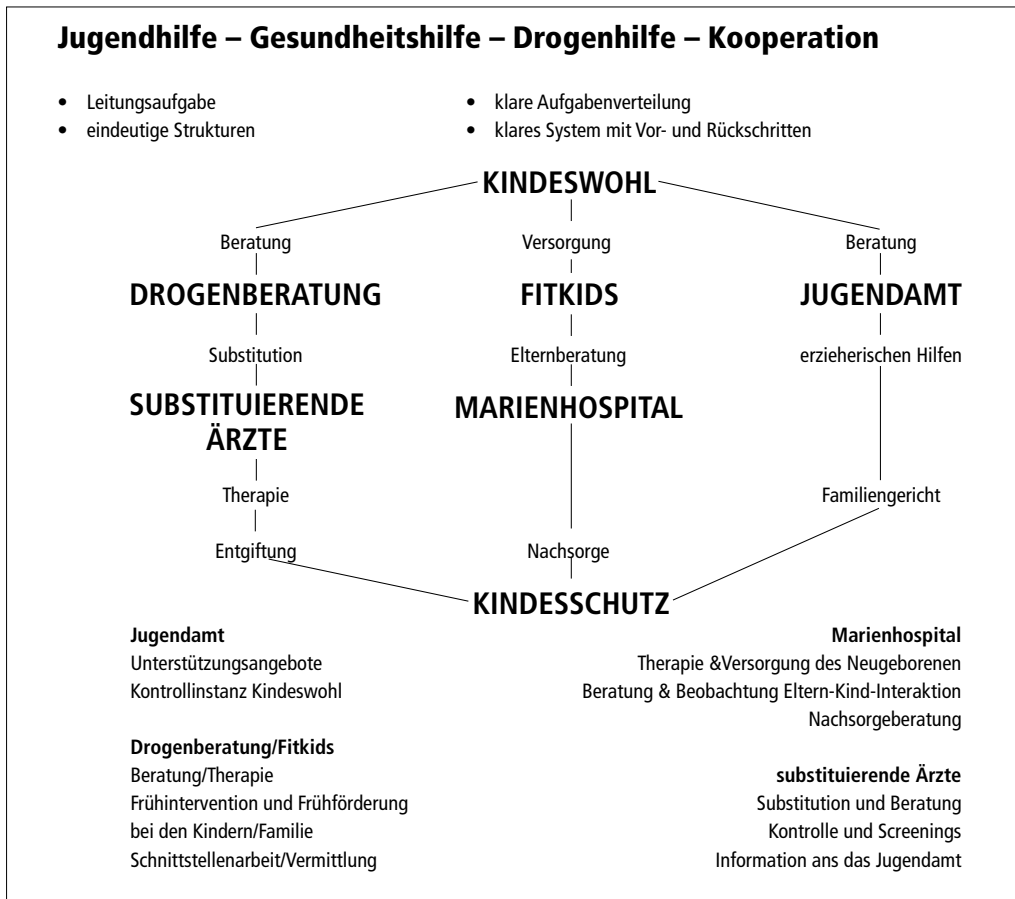 Jugendhilfe – Gesundheitshilfe – Drogenhilfe – Kooperation
• Leitungsaufgabe
• eindeutige Strukturen
• klare Aufgabenverteilung
• klares System mit Vor- und Rückschritten
KINDESWOHL
Beratung
Versorgung
Beratung
DROGENBERATUNG
FITKIDS
JUGENDAMT
Substitution
Elternberatung
erzieherischen Hilfen
SUBSTITUIERENDE
ÄRZTE
MARIENHOSPITAL
Therapie
Familiengericht
Entgiftung
Nachsorge
KINDESSCHUTZ
Jugendamt
Unterstützungsangebote
Kontrollinstanz Kindeswohl
Drogenberatung/Fitkids
Beratung/Therapie
Frühintervention und Frühförderung
bei den Kindern/Familie
Schnittstellenarbeit/Vermittlung
Marienhospital
Therapie &Versorgung des Neugeborenen
Beratung & Beobachtung Eltern-Kind-Interaktion
Nachsorgeberatung
substituierende Ärzte
Substitution und Beratung
Kontrolle und Screenings
Information ans das Jugendamt